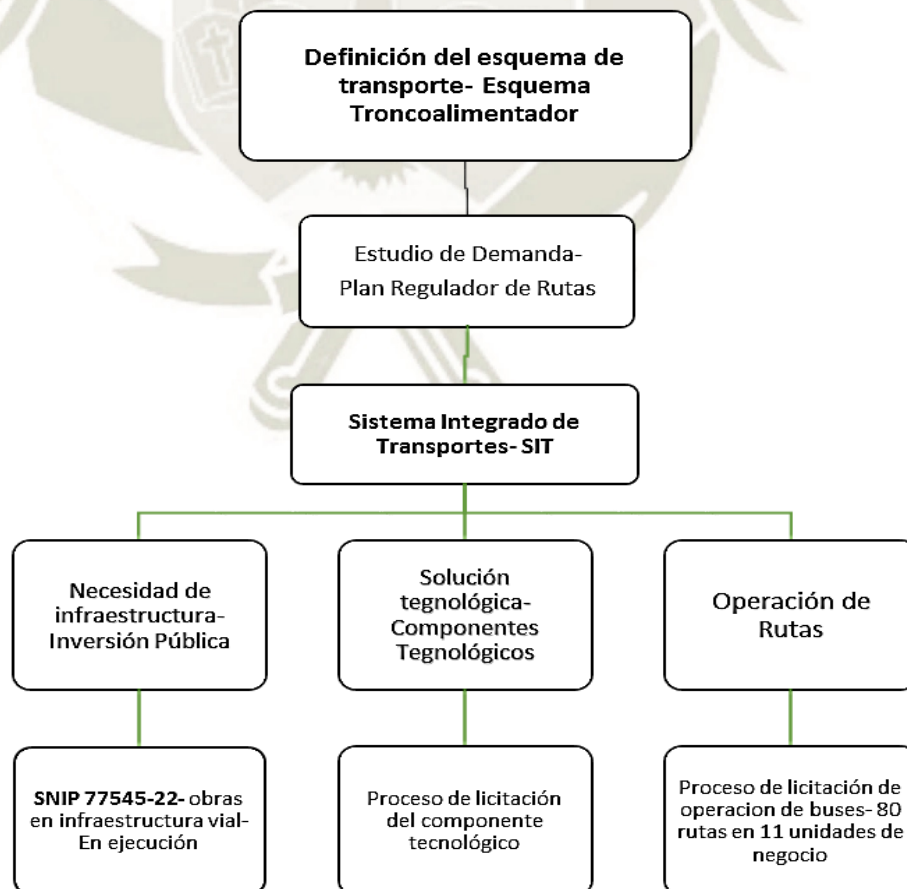 Definición del esquema de
transporte- Esquema
Troncoalimentador
Estudio de Demanda-
Plan Regulador de Rutas
Sistema Integrado de
Transportes- SIT
Necesidad de
infraestructura-
Inversión Pública
Solución
tegnológica-
Componentes
Tegnológicos
Operación de
Rutas
SNIP 77545-22- obras
en infraestructura vial-
En ejecución
Proceso de licitación
del componente
tecnológico
Proceso de licitación de
operacion de buses- 80
rutas en 11 unidades de
negocio